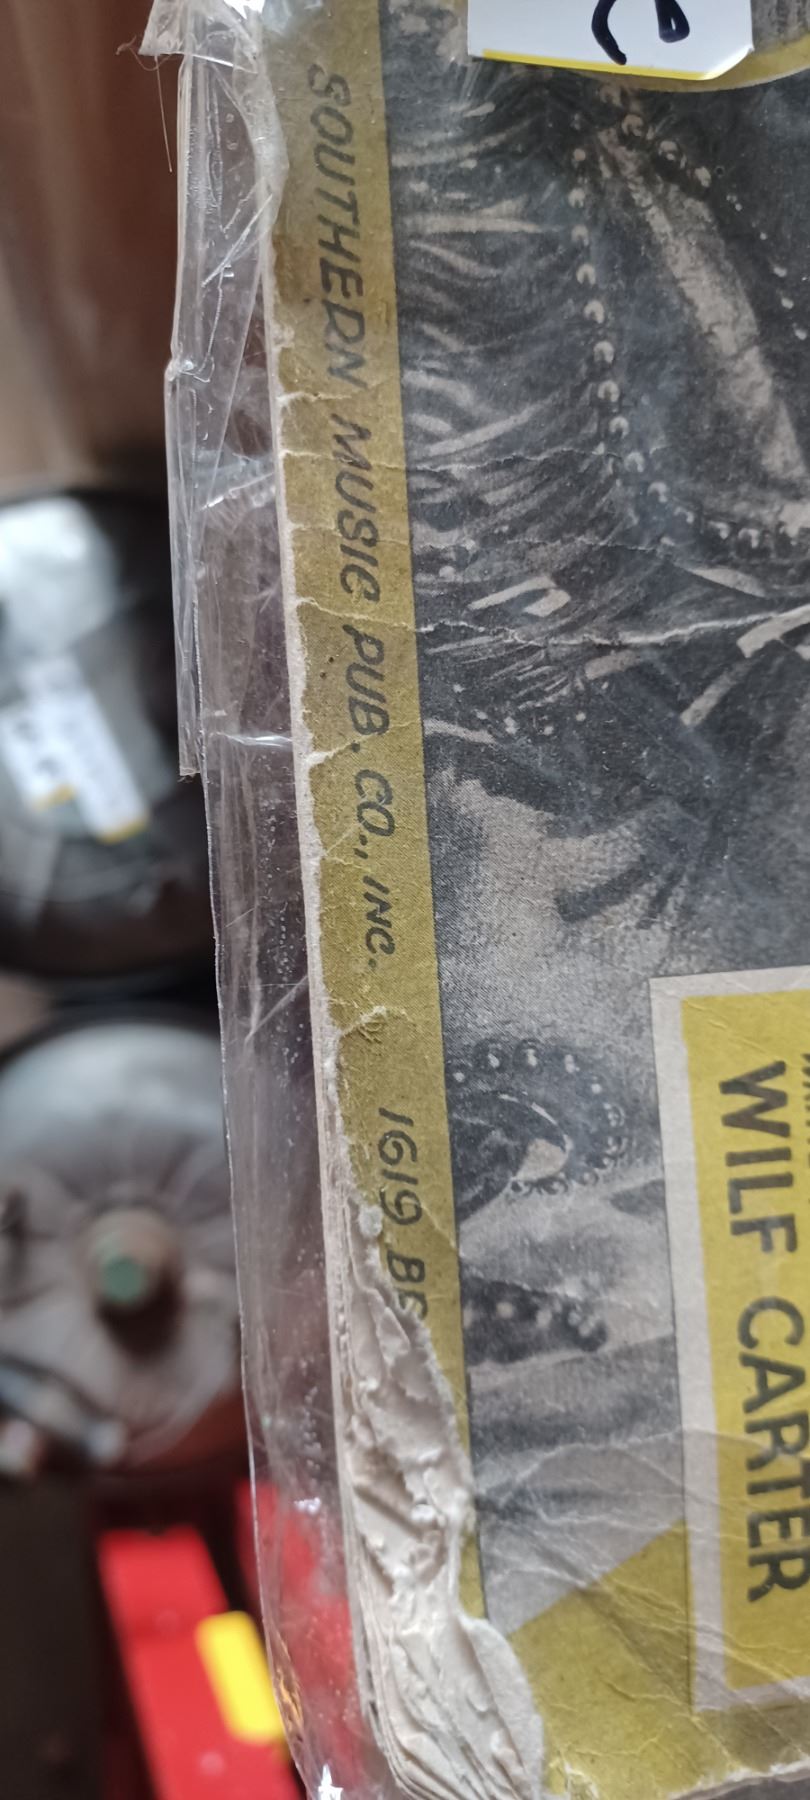 SOUTHERN MUSIC PUB. CO., INC. 1619
WILF CARTER